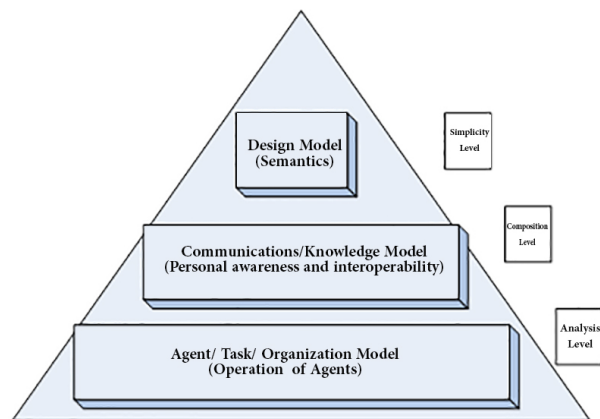 Design Model
(Semantics)
Simplicity
Level
Communications/Knowledge Model
(Personal awareness and interoperability)
Composition
Level
Agent/ Task/ Organization Model
(Operation of Agents)
Analysis
Level